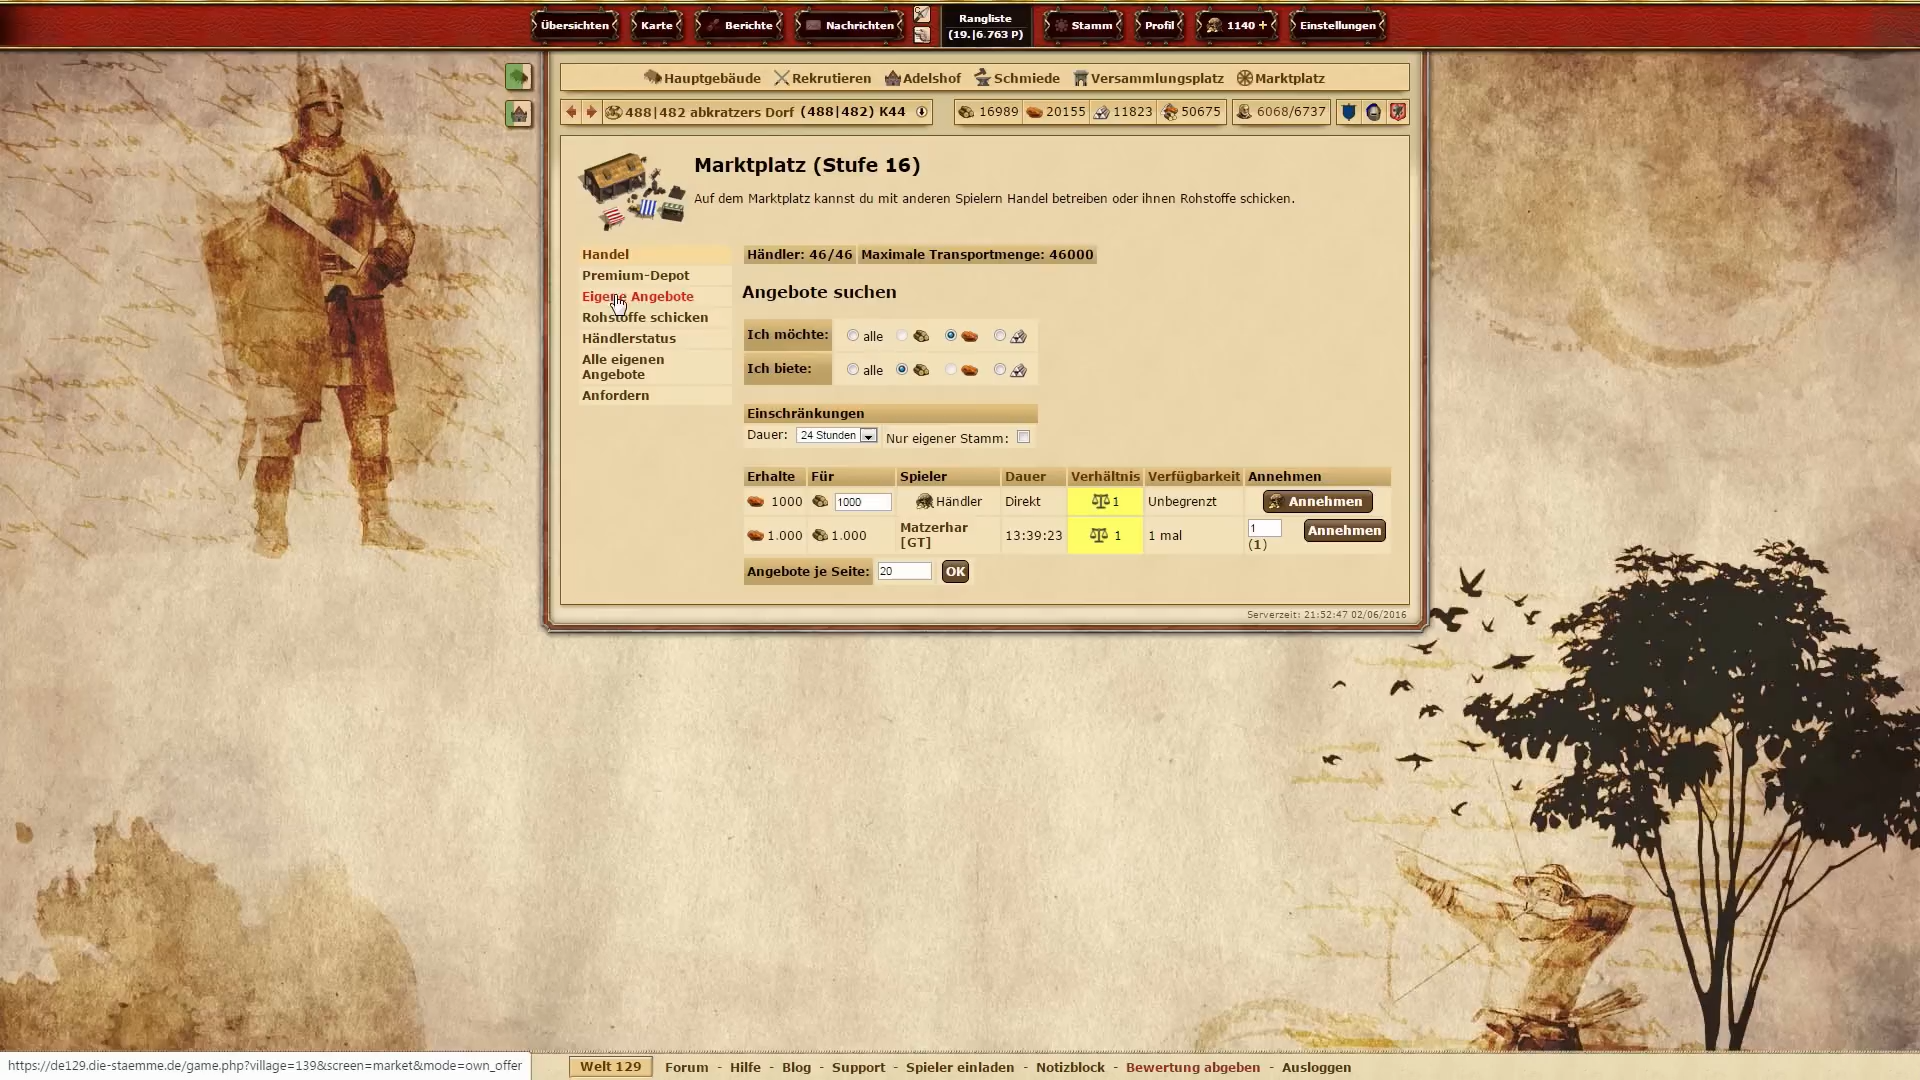 Übersichten
Karte
Berichte
Nachrichten
Rangliste
(19.|6.763 P)
Stamm
Profil
1140 +
Einstellungen
Hauptgebäude
Rekrutieren
Adelshof
Schmiede
Versammlungsplatz
Marktplatz
488|482 abkratzers Dorf (488|482) K44
16989
20155
11823
50675
6068/6737
Marktplatz (Stufe 16)
Auf dem Marktplatz kannst du mit anderen Spielern Handel betreiben oder ihnen Rohstoffe schicken.
Handel
Premium-Depot
Eigene Angebote
Rohstoffe schicken
Händlerstatus
Alle eigenen
Angebote
Anfordern
Händler: 46/46 Maximale Transportmenge: 46000
Angebote suchen
Ich möchte: alle
Ich biete: alle
Einschränkungen
Dauer: 24 Stunden Nur eigener Stamm:
Erhalte Für Spieler Dauer Verhältnis Verfügbarkeit Annehmen
1000 1000 Händler Direkt 1 Unbegrenzt Annehmen
1.000 1.000 Matzerhar
[GT] 13:39:23 1 1 mal 1
(1) Annehmen
Angebote je Seite: 20 OK
Serverzeit: 21:52:47 02/06/2016
https://de129.die-staemme.de/game.php?village=139&screen=market&mode=own_offer
Welt 129 Forum - Hilfe - Blog - Support - Spieler einladen - Notizblock - Bewertung abgeben - Ausloggen